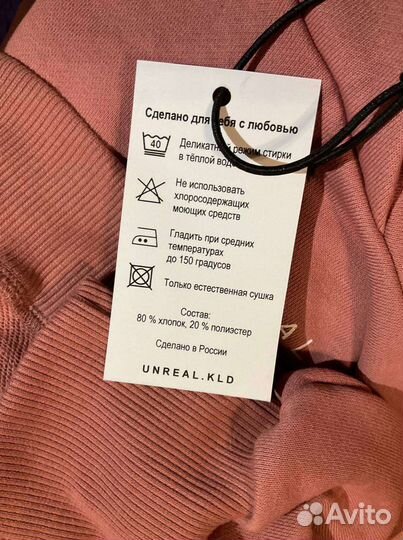 Сделано для тебя с любовью
40
Деликатный режим стирки
в тёплой воде
Не использовать
хлоросодержащих
моющих средств
Гладить при средних
температурах
до 150 градусов
Только естественная сушка
Состав:
80 % хлопок, 20 % полиэстер
Сделано в России
UNREAL.KLD
Avito